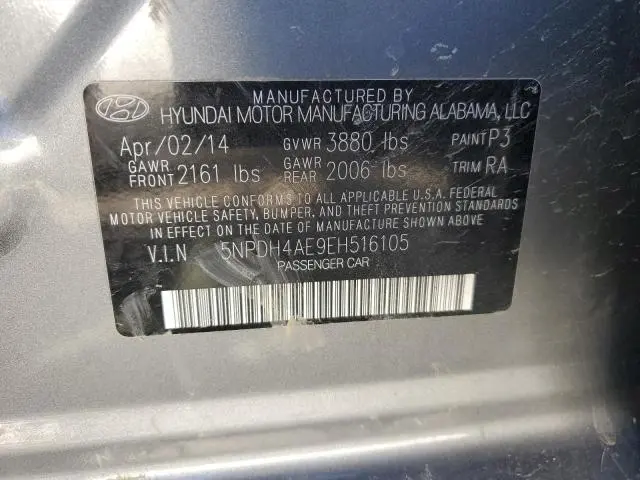 MANUFACTURED BY
HYUNDAI MOTOR MANUFACTURING ALABAMA, LLC
Apr/02/14 GVWR 3880 lbs PAINT P3
GAWR FRONT 2161 lbs GAWR REAR 2006 lbs TRIM RA
THIS VEHICLE CONFORMS TO ALL APPLICABLE U.S.A. FEDERAL
MOTOR VEHICLE SAFETY, BUMPER, AND THEFT PREVENTION STANDARDS
IN EFFECT ON THE DATE OF MANUFACTURE SHOWN ABOVE
V.I.N 5NPDH4AE9EH516105
PASSENGER CAR